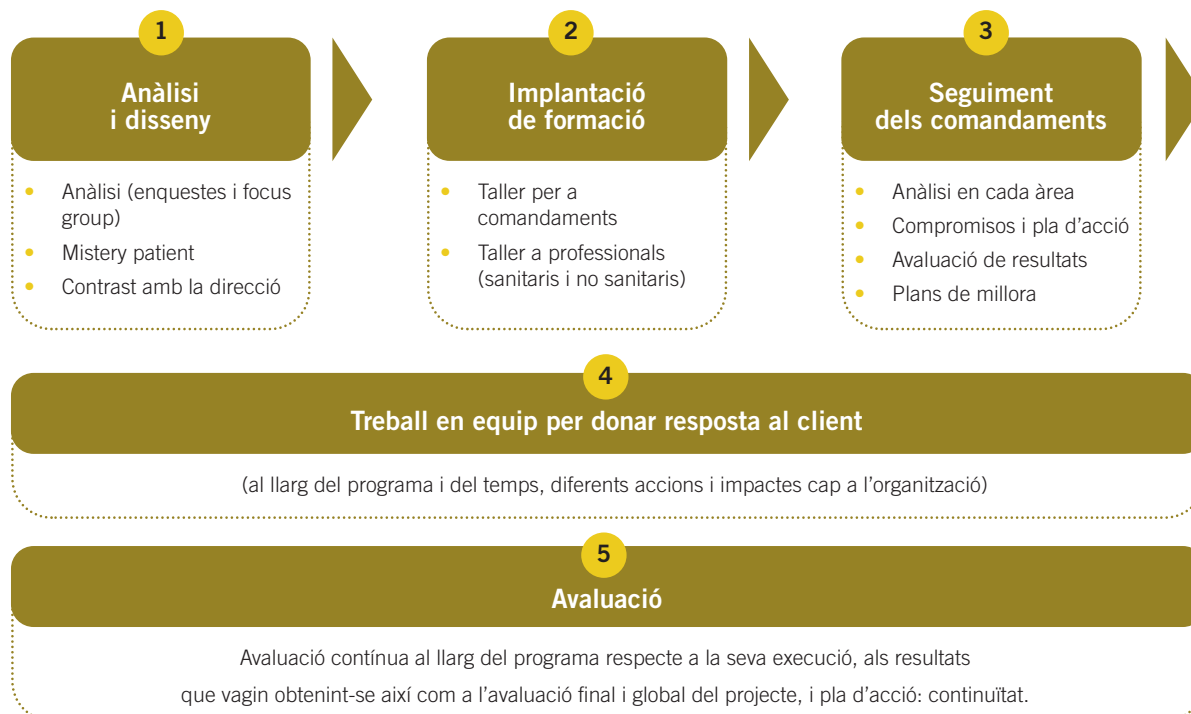 1
Anàlisi
i disseny
• Anàlisi (enquestes i focus
group)
• Mistery patient
• Contrast amb la direcció
2
Implantació
de formació
• Taller per a
comandaments
• Taller a professionals
(sanitaris i no sanitaris)
3
Seguiment
dels comandaments
• Anàlisi en cada àrea
• Compromisos i pla d’acció
• Avaluació de resultats
• Plans de millora
4
Treball en equip per donar resposta al client
(al llarg del programa i del temps, diferents accions i impactes cap a l’organització)
5
Avaluació
Avaluació contínua al llarg del programa respecte a la seva execució, als resultats
que vagin obtenint-se així com a l’avaluació final i global del projecte, i pla d’acció: continuïtat.